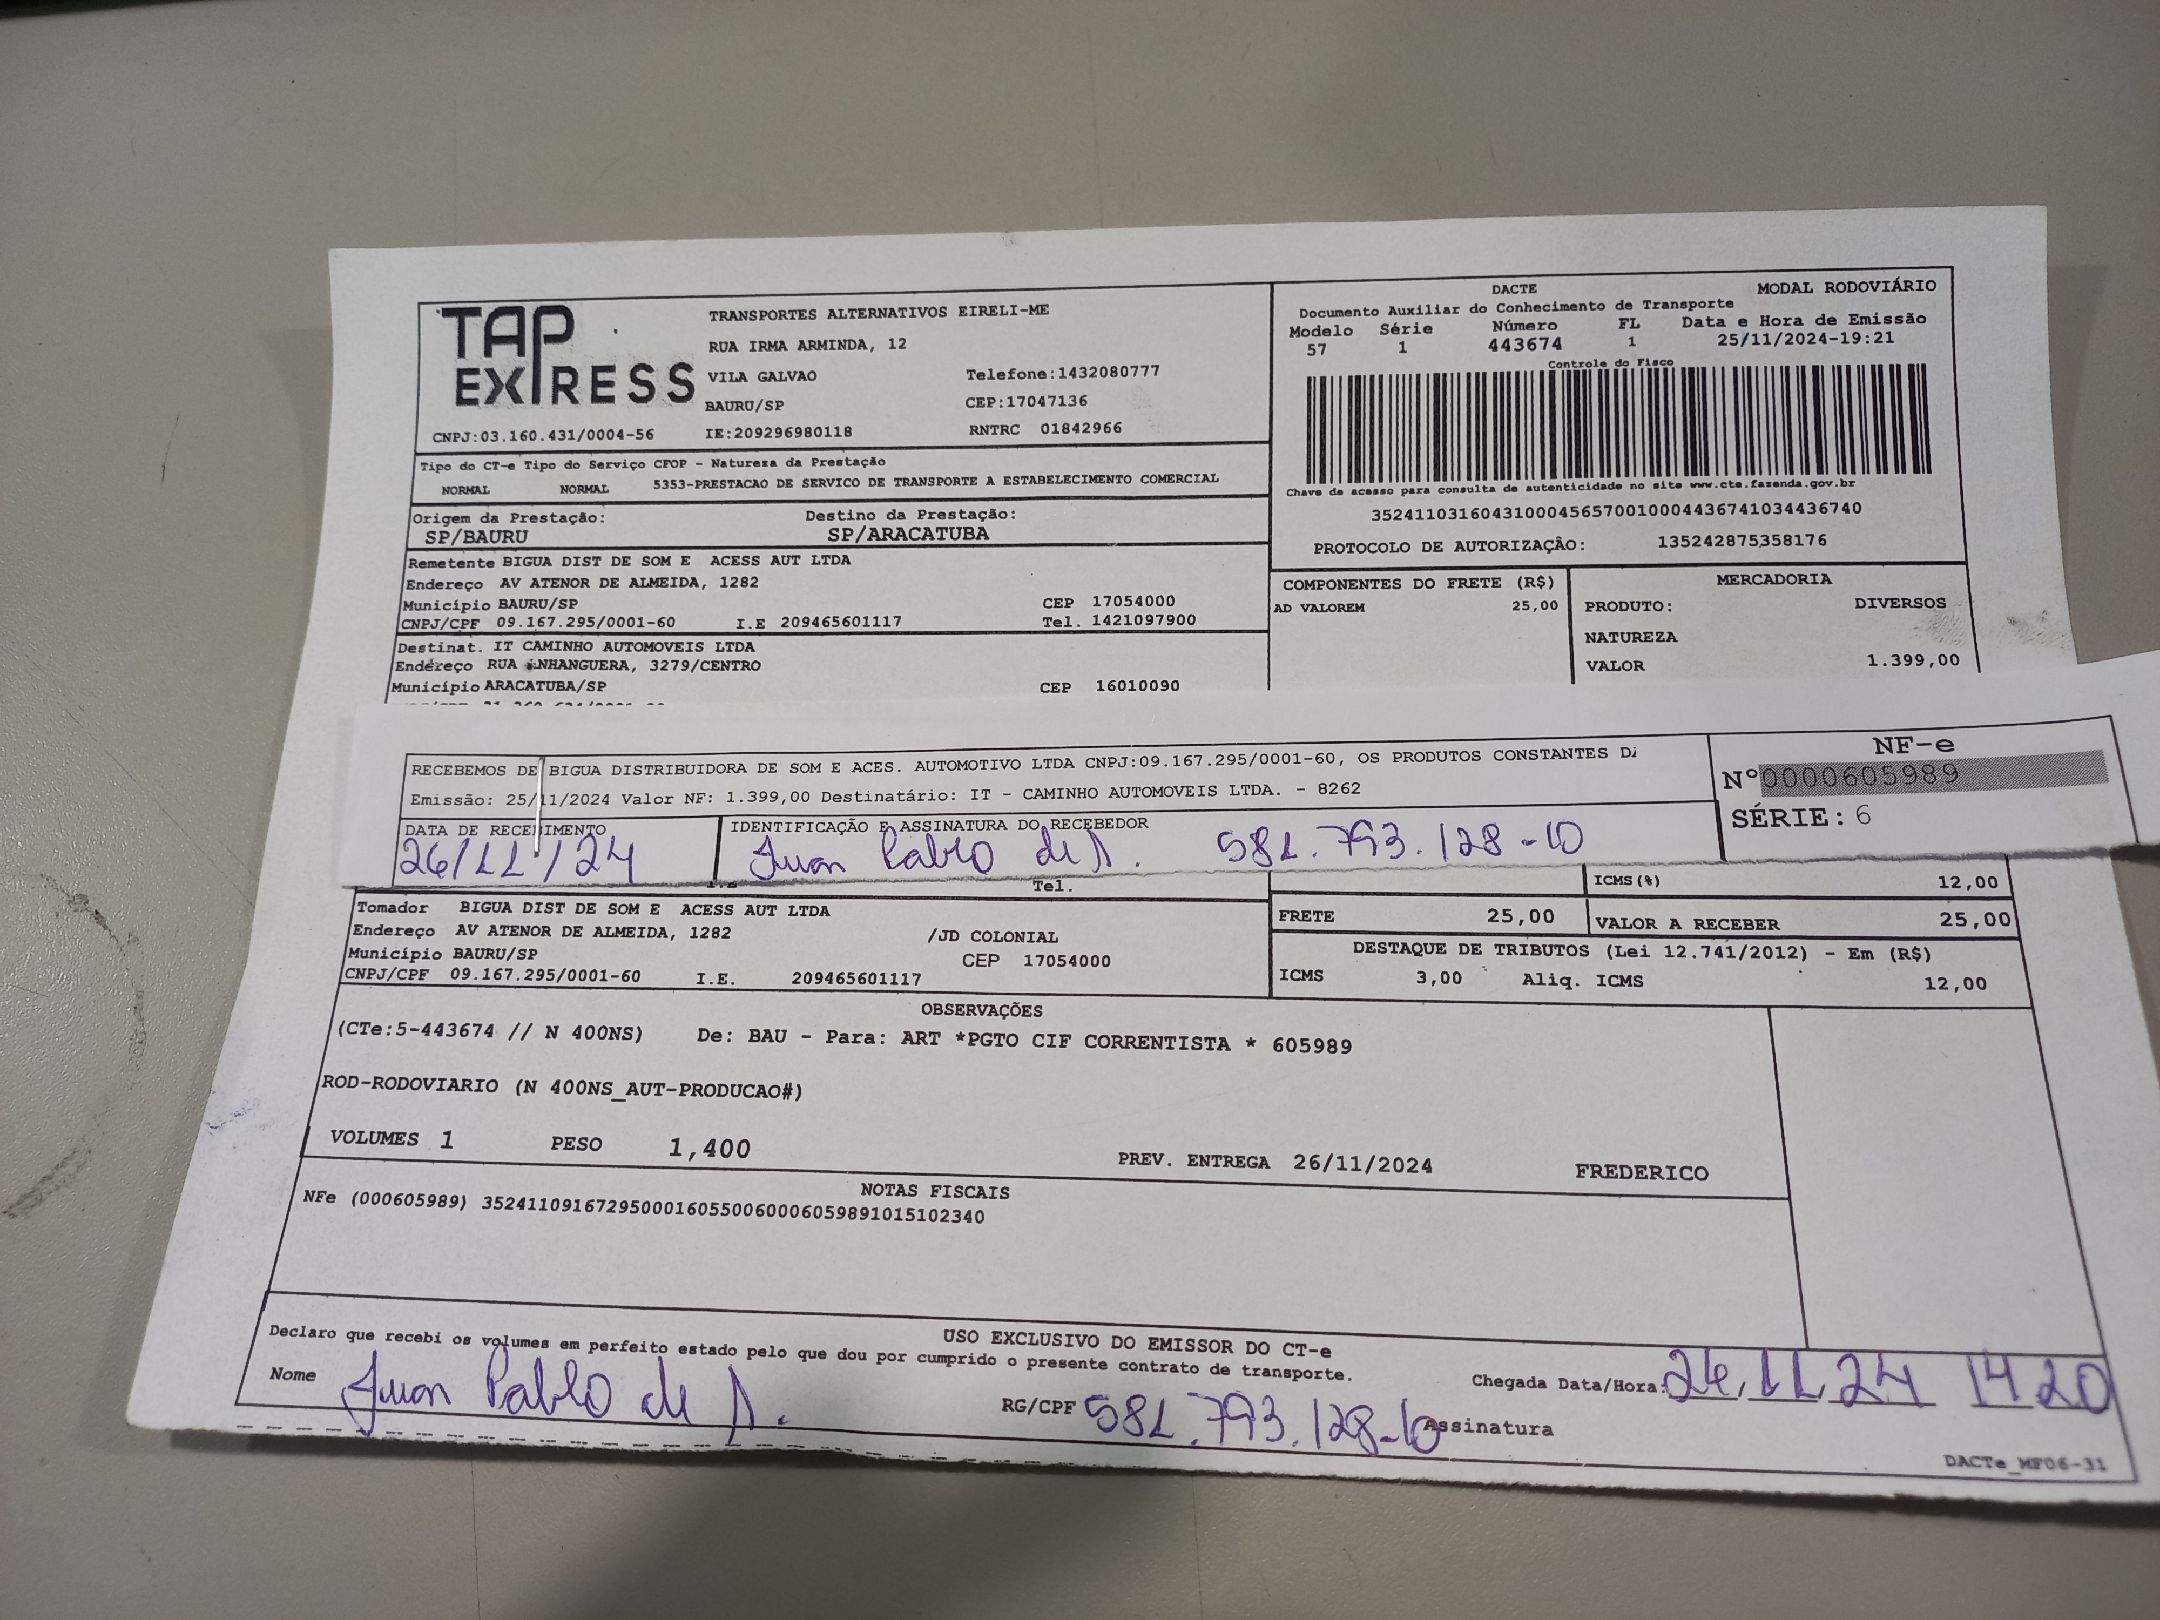 TAP
EXPRESS
TRANSPORTES ALTERNATIVOS EIRELI-ME
RUA IRMA ARMINDA, 12
VILA GALVAO Telefone:1432080777
BAURU/SP CEP:17047136
CNPJ:03.160.431/0004-56 IE:209296980118 RNTRC 01842966
DACTE MODAL RODOVIÁRIO
Documento Auxiliar do Conhecimento de Transporte
Modelo Série Número FL Data e Hora de Emissão
57 1 443674 1 25/11/2024-19:21
Controle do Fisco
Chave de acesso para consulta de autenticidade no site www.cte.fazenda.gov.br
35241103160431000456570010004436741034436740
PROTOCOLO DE AUTORIZAÇÃO: 135242875358176
Tipo do CT-e Tipo do Serviço CFOP - Natureza da Prestação
NORMAL NORMAL 5353-PRESTACAO DE SERVICO DE TRANSPORTE A ESTABELECIMENTO COMERCIAL
Origem da Prestação: Destino da Prestação:
SP/BAURU SP/ARACATUBA
Remetente BIGUA DIST DE SOM E ACESS AUT LTDA
Endereço AV ATENOR DE ALMEIDA, 1282
Município BAURU/SP CEP 17054000
CNPJ/CPF 09.167.295/0001-60 I.E 209465601117 Tel. 1421097900
Destinat. IT CAMINHO AUTOMOVEIS LTDA
Endereço RUA ANHANGUERA, 3279/CENTRO
Município ARACATUBA/SP CEP 16010090
COMPONENTES DO FRETE (R$)
AD VALOREM 25,00
MERCADORIA
PRODUTO: DIVERSOS
NATUREZA
VALOR 1.399,00
RECEBEMOS DE BIGUA DISTRIBUIDORA DE SOM E ACES. AUTOMOTIVO LTDA CNPJ:09.167.295/0001-60, OS PRODUTOS CONSTANTES
Emissão: 25/11/2024 Valor NF: 1.399,00 Destinatário: IT - CAMINHO AUTOMOVEIS LTDA. - 8262
DATA DE RECEBIMENTO IDENTIFICAÇÃO E ASSINATURA DO RECEBEDOR
26/11/24 Juan Pablo de A. 581.793.128-10
NF-e
Nº0000605989
SÉRIE: 6
Tel.
ICMS(%) 12,00
Tomador BIGUA DIST DE SOM E ACESS AUT LTDA
Endereço AV ATENOR DE ALMEIDA, 1282 /JD COLONIAL
Município BAURU/SP CEP 17054000
CNPJ/CPF 09.167.295/0001-60 I.E. 209465601117
FRETE 25,00 VALOR A RECEBER 25,00
DESTAQUE DE TRIBUTOS (Lei 12.741/2012) - Em (R$)
ICMS 3,00 Aliq. ICMS 12,00
OBSERVAÇÕES
(CTe:5-443674 // N 400NS) De: BAU - Para: ART *PGTO CIF CORRENTISTA * 605989
ROD-RODOVIARIO (N 400NS_AUT-PRODUCAO#)
VOLUMES 1 PESO 1,400 PREV. ENTREGA 26/11/2024 FREDERICO
NOTAS FISCAIS
NFe (000605989) 35241109167295000160550060006059891015102340
USO EXCLUSIVO DO EMISSOR DO CT-e
Declaro que recebi os volumes em perfeito estado pelo que dou por cumprido o presente contrato de transporte.
Nome Juan Pablo de A. RG/CPF 581.793.128-10 Assinatura
Chegada Data/Hora: 26,11,24 14 20
DACTe_MF06-31